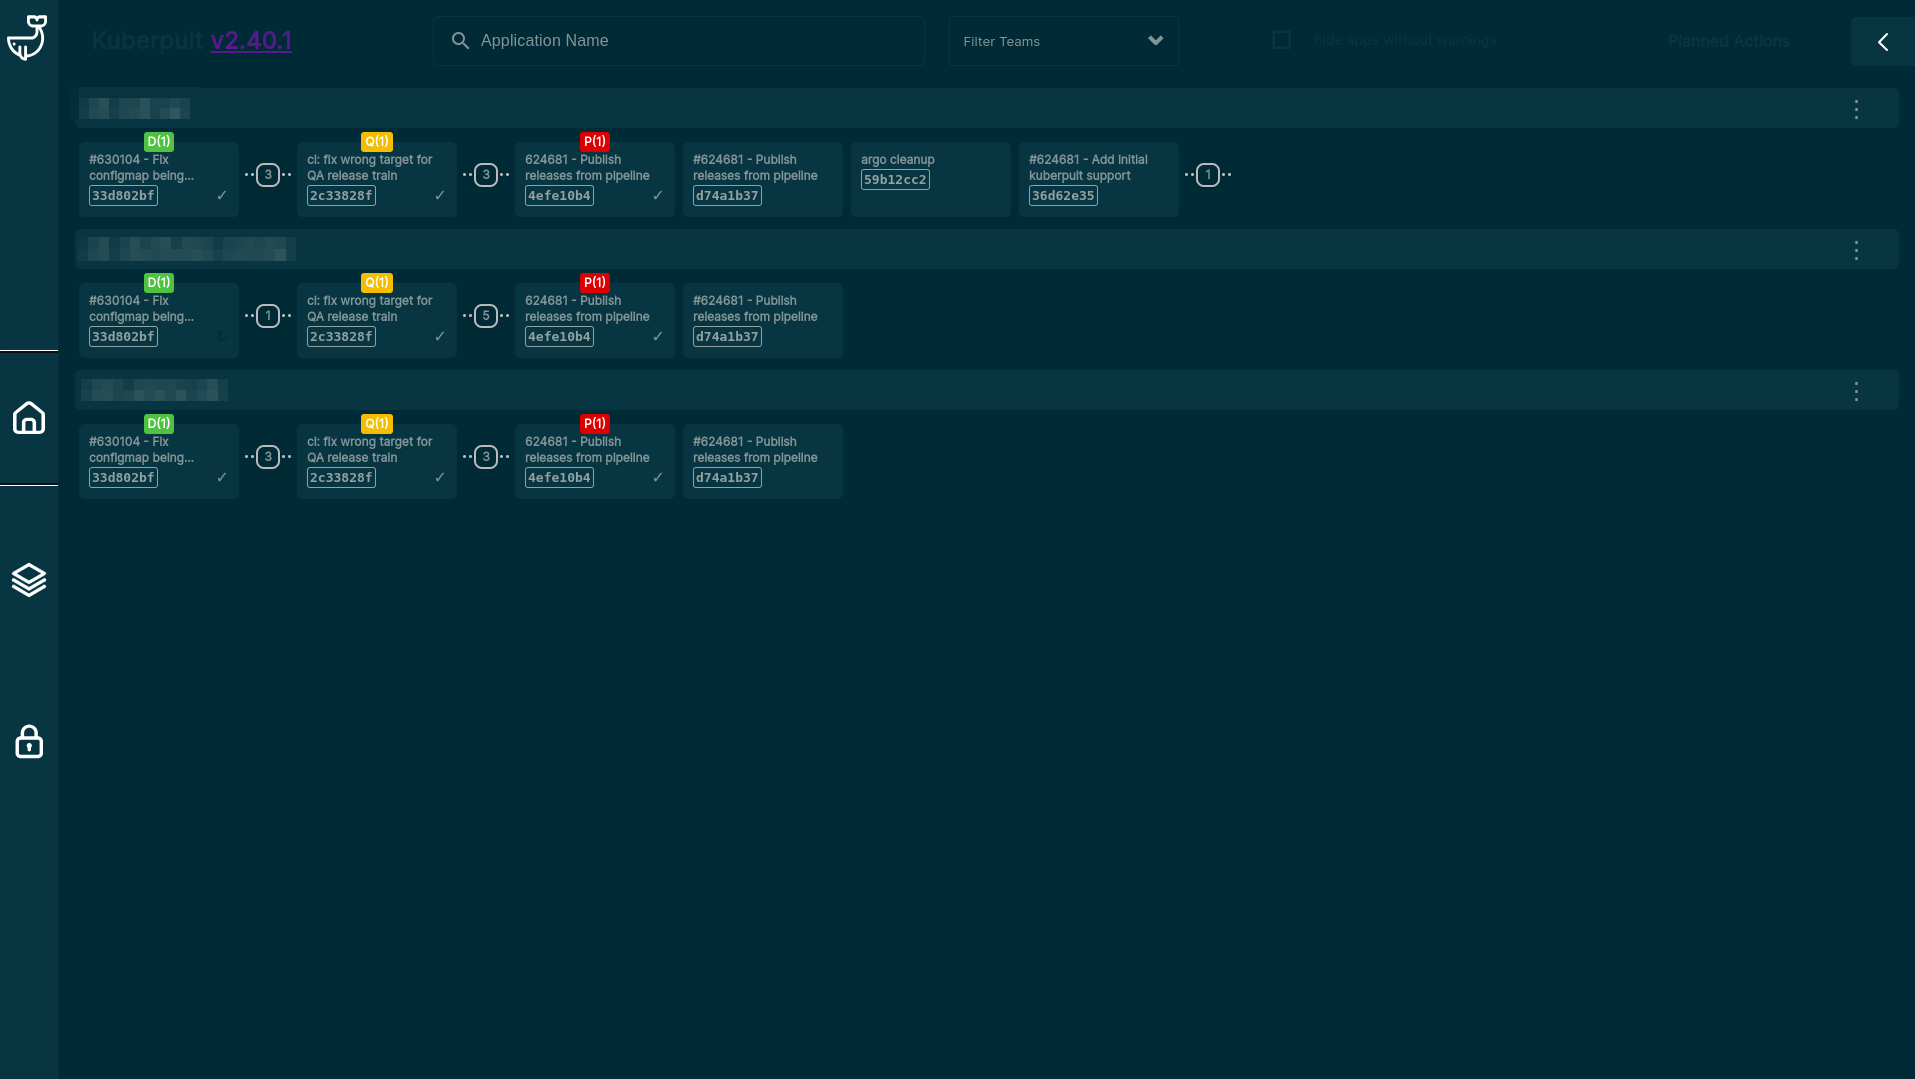 Kuberpult v2.40.1
Application Name
Filter Teams
hide apps without warnings
Planned Actions
D(1)
#630104 - Fix
configmap being...
33d802bf ✓
3
Q(1)
ci: fix wrong target for
QA release train
2c33828f ✓
3
P(1)
624681 - Publish
releases from pipeline
4efe10b4 ✓
#624681 - Publish
releases from pipeline
d74a1b37
argo cleanup
59b12cc2
#624681 - Add initial
kuberpult support
36d62e35
1
D(1)
#630104 - Fix
configmap being...
33d802bf ↻
1
Q(1)
ci: fix wrong target for
QA release train
2c33828f ✓
5
P(1)
624681 - Publish
releases from pipeline
4efe10b4 ✓
#624681 - Publish
releases from pipeline
d74a1b37
D(1)
#630104 - Fix
configmap being...
33d802bf ✓
3
Q(1)
ci: fix wrong target for
QA release train
2c33828f ✓
3
P(1)
624681 - Publish
releases from pipeline
4efe10b4 ✓
#624681 - Publish
releases from pipeline
d74a1b37